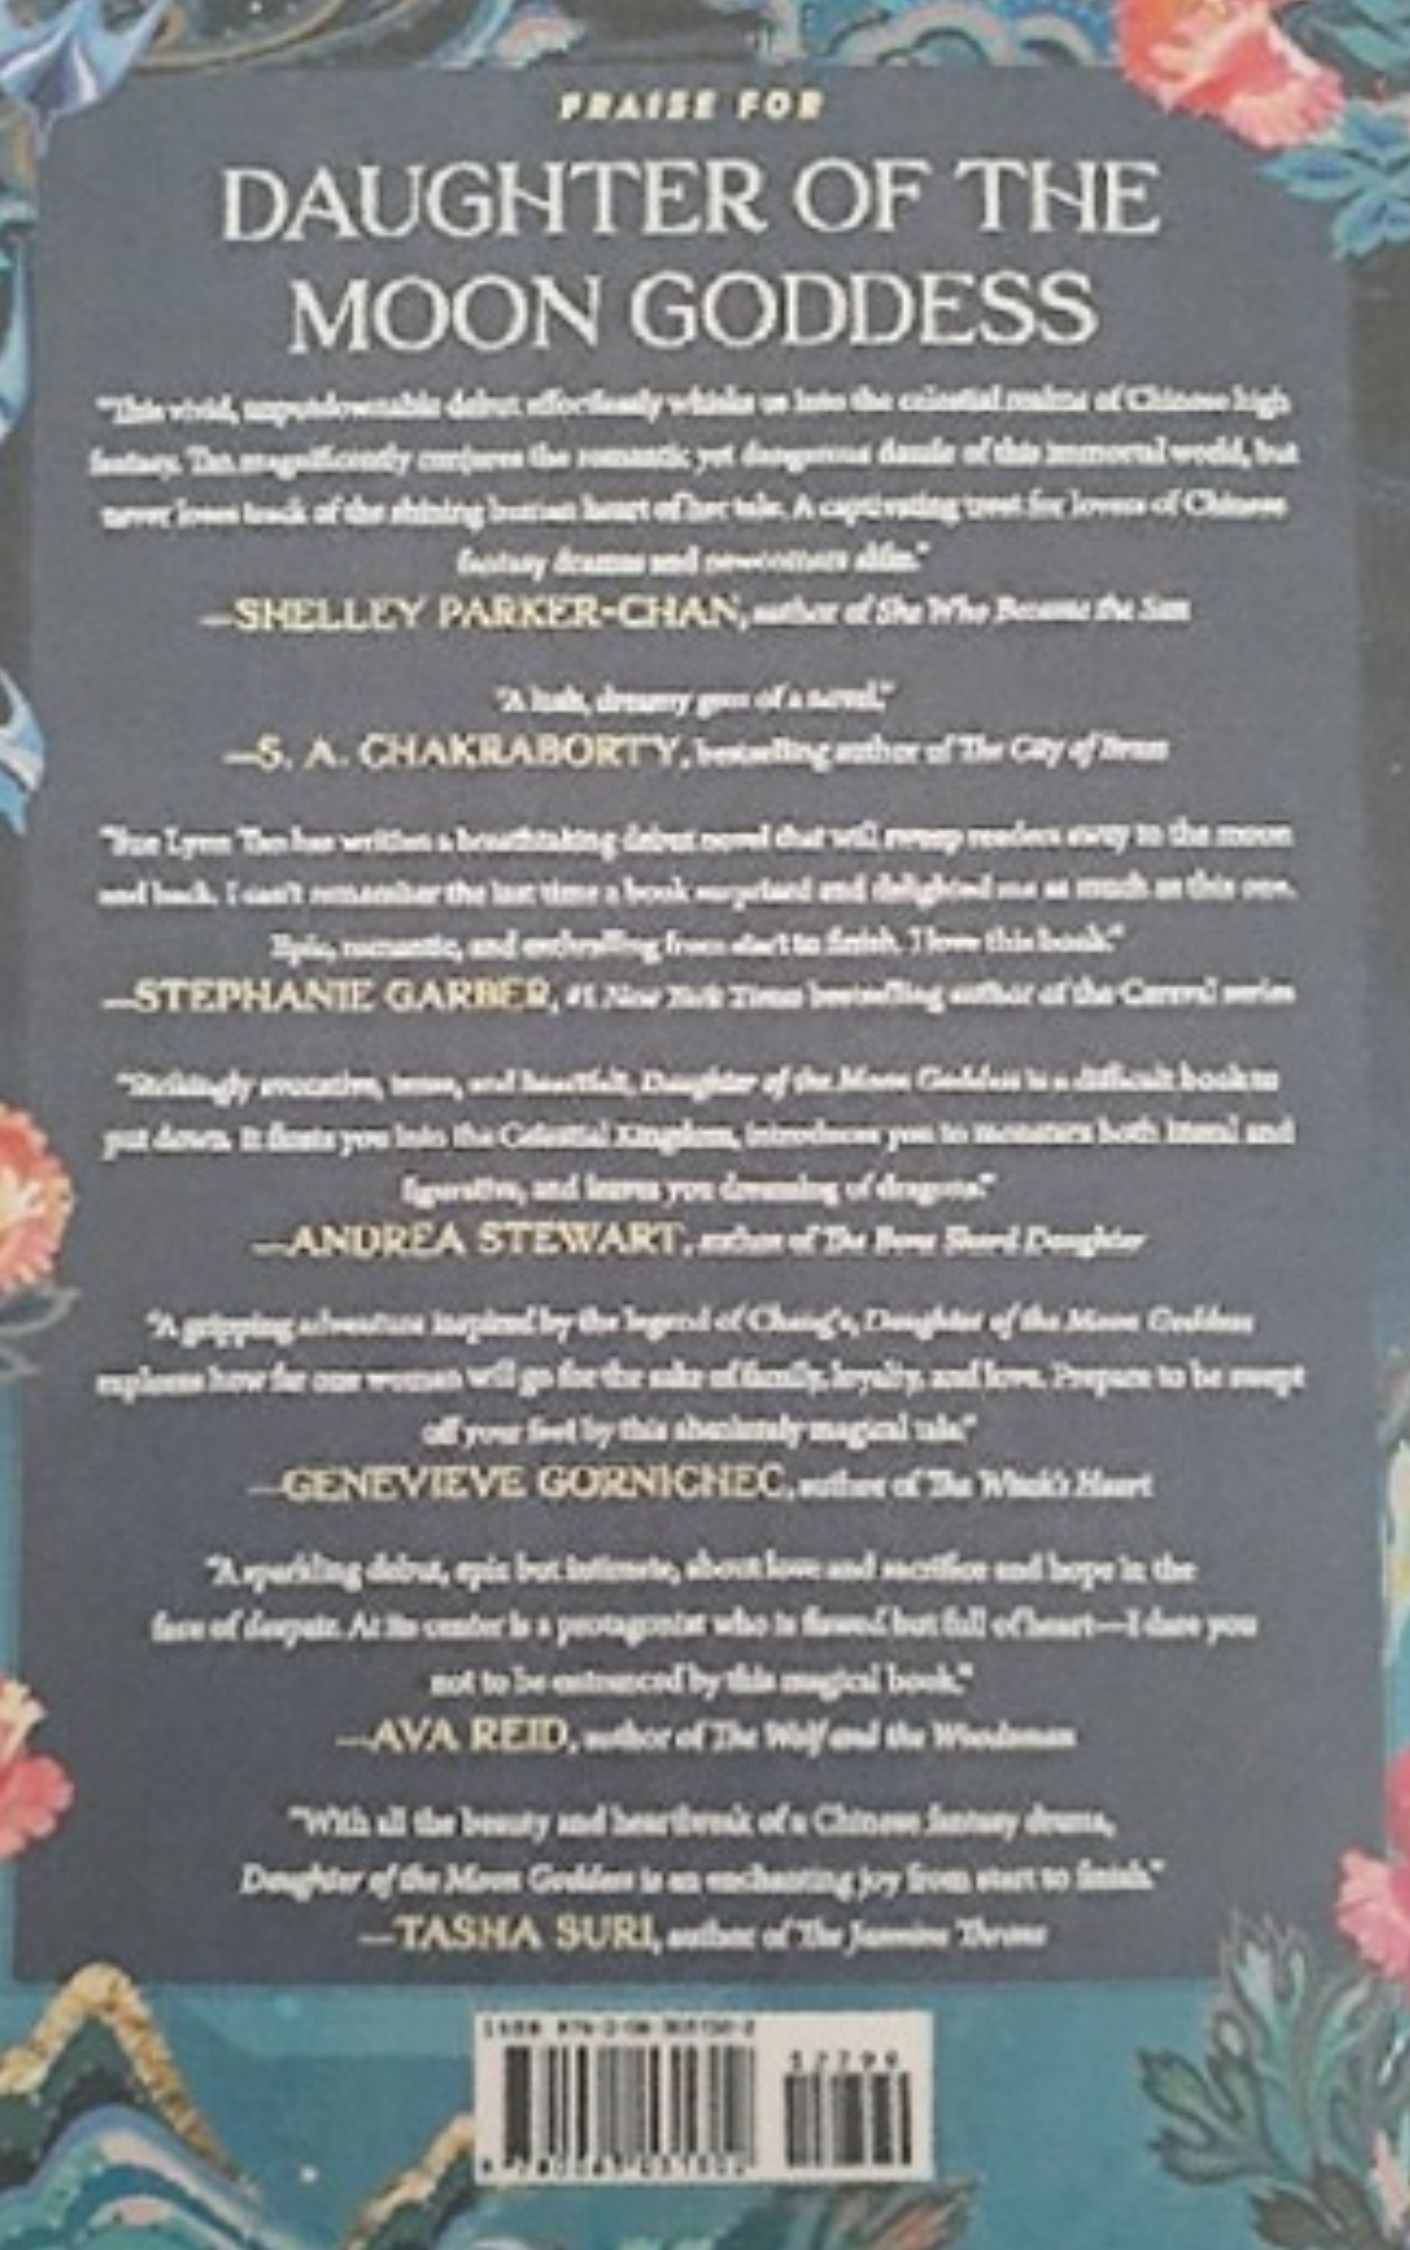 PRAISE FOR
DAUGHTER OF THE
MOON GODDESS
"This vivid, unputdownable debut effortlessly whisks us into the celestial realms of Chinese high
fantasy. Tan magnificently conjures the romantic yet dangerous dazzle of this immortal world, but
never loses track of the shining human heart of her tale. A captivating treat for lovers of Chinese
fantasy dramas and newcomers alike."
—SHELLEY PARKER-CHAN, author of She Who Became the Sun
"A lush, dreamy gem of a novel."
—S. A. CHAKRABORTY, bestselling author of The City of Brass
"Sue Lynn Tan has written a breathtaking debut novel that will sweep readers away to the moon
and back. I can't remember the last time a book surprised and delighted me as much as this one.
Epic, romantic, and enthralling from start to finish. I love this book."
—STEPHANIE GARBER, #1 New York Times bestselling author of the Caraval series
"Strikingly evocative, tense, and heartfelt, Daughter of the Moon Goddess is a difficult book to
put down. It thrusts you into the Celestial Kingdom, introduces you to monsters both literal and
figurative, and leaves you dreaming of dragons."
—ANDREA STEWART, author of The Bone Shard Daughter
"A gripping adventure inspired by the legend of Chang'e, Daughter of the Moon Goddess
explores how far one woman will go for the sake of family, loyalty, and love. Prepare to be swept
off your feet by this absolutely magical tale."
—GENEVIEVE GORNICHEC, author of The Witch's Heart
"A sparkling debut, epic but intimate, about love and sacrifice and hope in the
face of despair. At its center is a protagonist who is flawed but full of heart—I dare you
not to be entranced by this magical book."
—AVA REID, author of The Wolf and the Woodsman
"With all the beauty and heartbreak of a Chinese fantasy drama,
Daughter of the Moon Goddess is an enchanting joy from start to finish."
—TASHA SURI, author of The Jasmine Throne
ISBN
52799